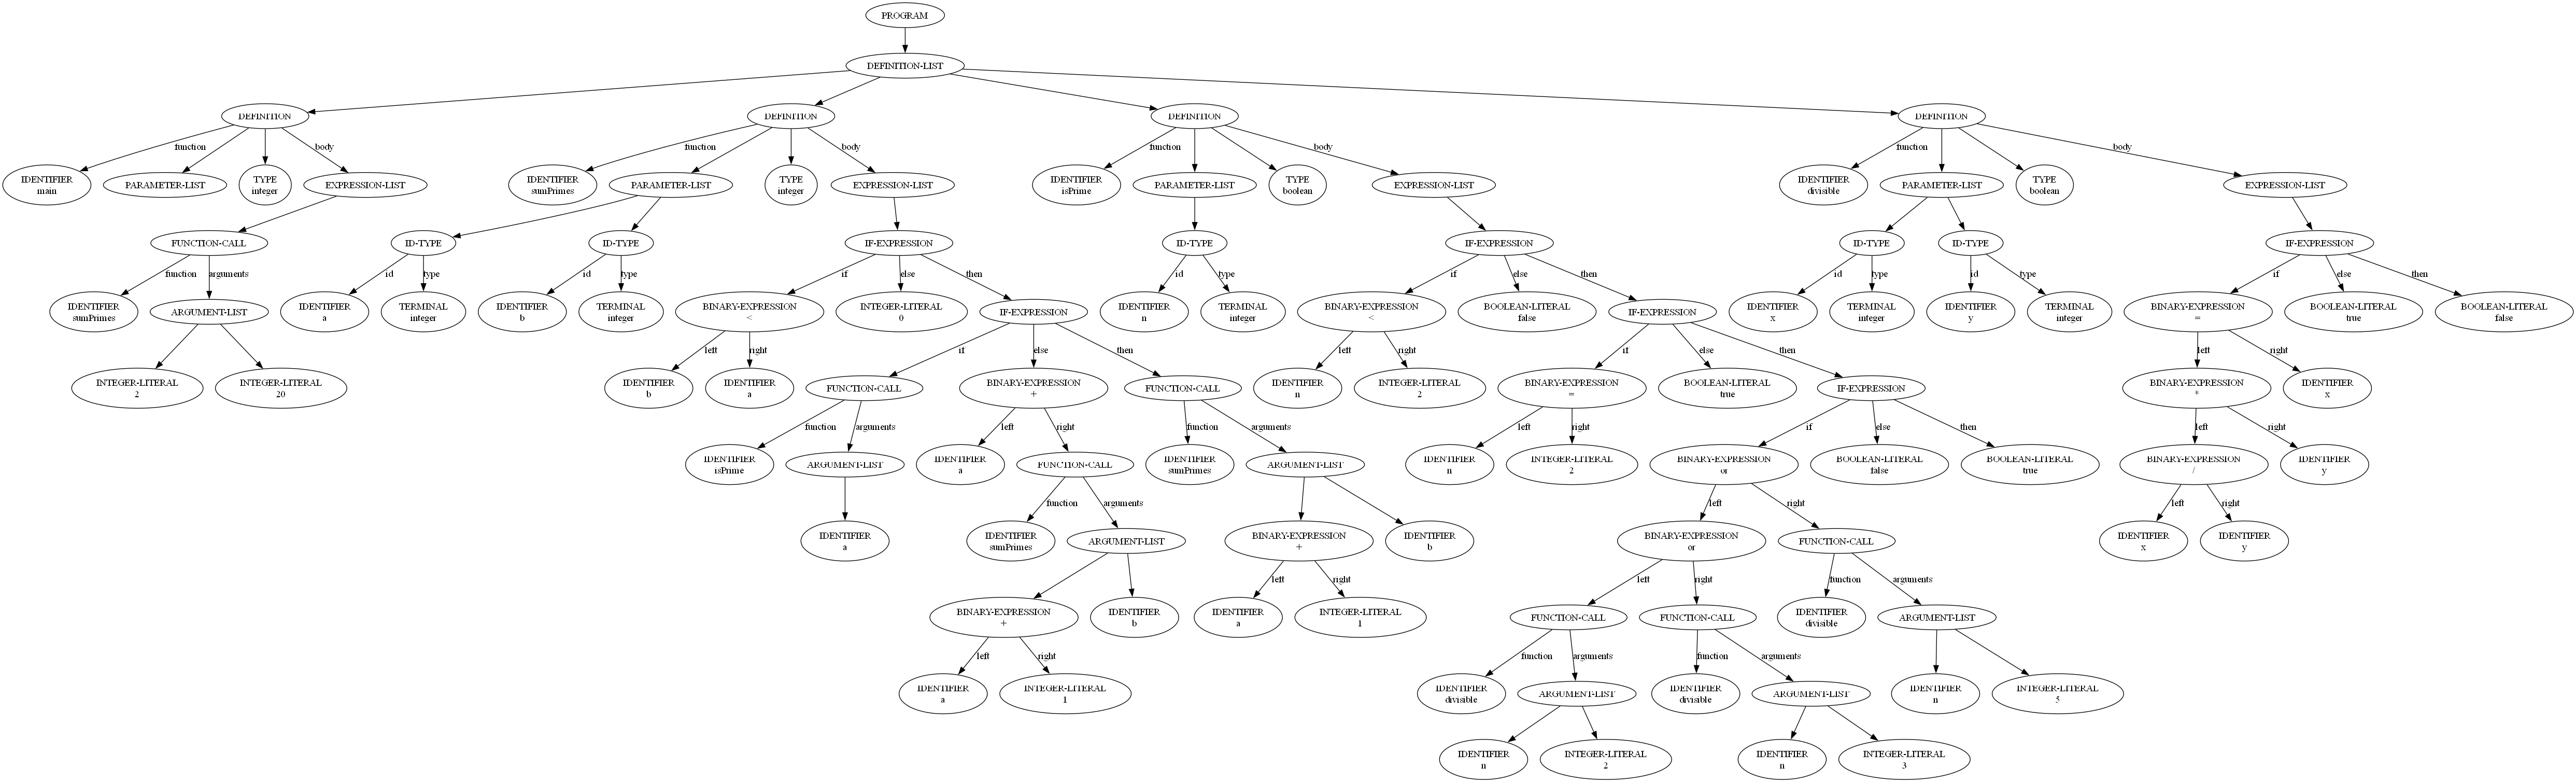 PROGRAM
DEFINITION-LIST
DEFINITION
DEFINITION
DEFINITION
DEFINITION
function
body
function
body
function
body
function
body
IDENTIFIER
main
PARAMETER-LIST
TYPE
integer
EXPRESSION-LIST
IDENTIFIER
sumPrimes
PARAMETER-LIST
TYPE
integer
EXPRESSION-LIST
IDENTIFIER
isPrime
PARAMETER-LIST
TYPE
boolean
EXPRESSION-LIST
IDENTIFIER
divisible
PARAMETER-LIST
TYPE
boolean
EXPRESSION-LIST
FUNCTION-CALL
ID-TYPE
ID-TYPE
IF-EXPRESSION
ID-TYPE
IF-EXPRESSION
ID-TYPE
ID-TYPE
IF-EXPRESSION
function
arguments
id
type
id
type
if
else
then
id
type
if
else
then
id
type
id
type
if
else
then
IDENTIFIER
sumPrimes
ARGUMENT-LIST
IDENTIFIER
a
TERMINAL
integer
IDENTIFIER
b
TERMINAL
integer
BINARY-EXPRESSION
<
INTEGER-LITERAL
0
IF-EXPRESSION
IDENTIFIER
n
TERMINAL
integer
BINARY-EXPRESSION
<
BOOLEAN-LITERAL
false
IF-EXPRESSION
IDENTIFIER
x
TERMINAL
integer
IDENTIFIER
y
TERMINAL
integer
BINARY-EXPRESSION
=
BOOLEAN-LITERAL
true
BOOLEAN-LITERAL
false
left
right
if
else
then
left
right
if
else
then
left
right
INTEGER-LITERAL
2
INTEGER-LITERAL
20
IDENTIFIER
b
IDENTIFIER
a
FUNCTION-CALL
BINARY-EXPRESSION
+
FUNCTION-CALL
IDENTIFIER
n
INTEGER-LITERAL
2
BINARY-EXPRESSION
=
BOOLEAN-LITERAL
true
IF-EXPRESSION
BINARY-EXPRESSION
*
IDENTIFIER
x
function
arguments
left
right
function
arguments
left
right
if
else
then
left
right
IDENTIFIER
isPrime
ARGUMENT-LIST
IDENTIFIER
a
FUNCTION-CALL
IDENTIFIER
sumPrimes
ARGUMENT-LIST
IDENTIFIER
n
INTEGER-LITERAL
2
BINARY-EXPRESSION
or
BOOLEAN-LITERAL
false
BOOLEAN-LITERAL
true
BINARY-EXPRESSION
/
IDENTIFIER
y
function
arguments
left
right
left
right
IDENTIFIER
a
IDENTIFIER
sumPrimes
ARGUMENT-LIST
BINARY-EXPRESSION
+
IDENTIFIER
b
BINARY-EXPRESSION
or
FUNCTION-CALL
IDENTIFIER
x
IDENTIFIER
y
left
right
left
right
function
arguments
BINARY-EXPRESSION
+
IDENTIFIER
b
IDENTIFIER
a
INTEGER-LITERAL
1
FUNCTION-CALL
FUNCTION-CALL
IDENTIFIER
divisible
ARGUMENT-LIST
left
right
function
arguments
function
arguments
IDENTIFIER
a
INTEGER-LITERAL
1
IDENTIFIER
divisible
ARGUMENT-LIST
IDENTIFIER
divisible
ARGUMENT-LIST
IDENTIFIER
n
INTEGER-LITERAL
5
IDENTIFIER
n
INTEGER-LITERAL
2
IDENTIFIER
n
INTEGER-LITERAL
3